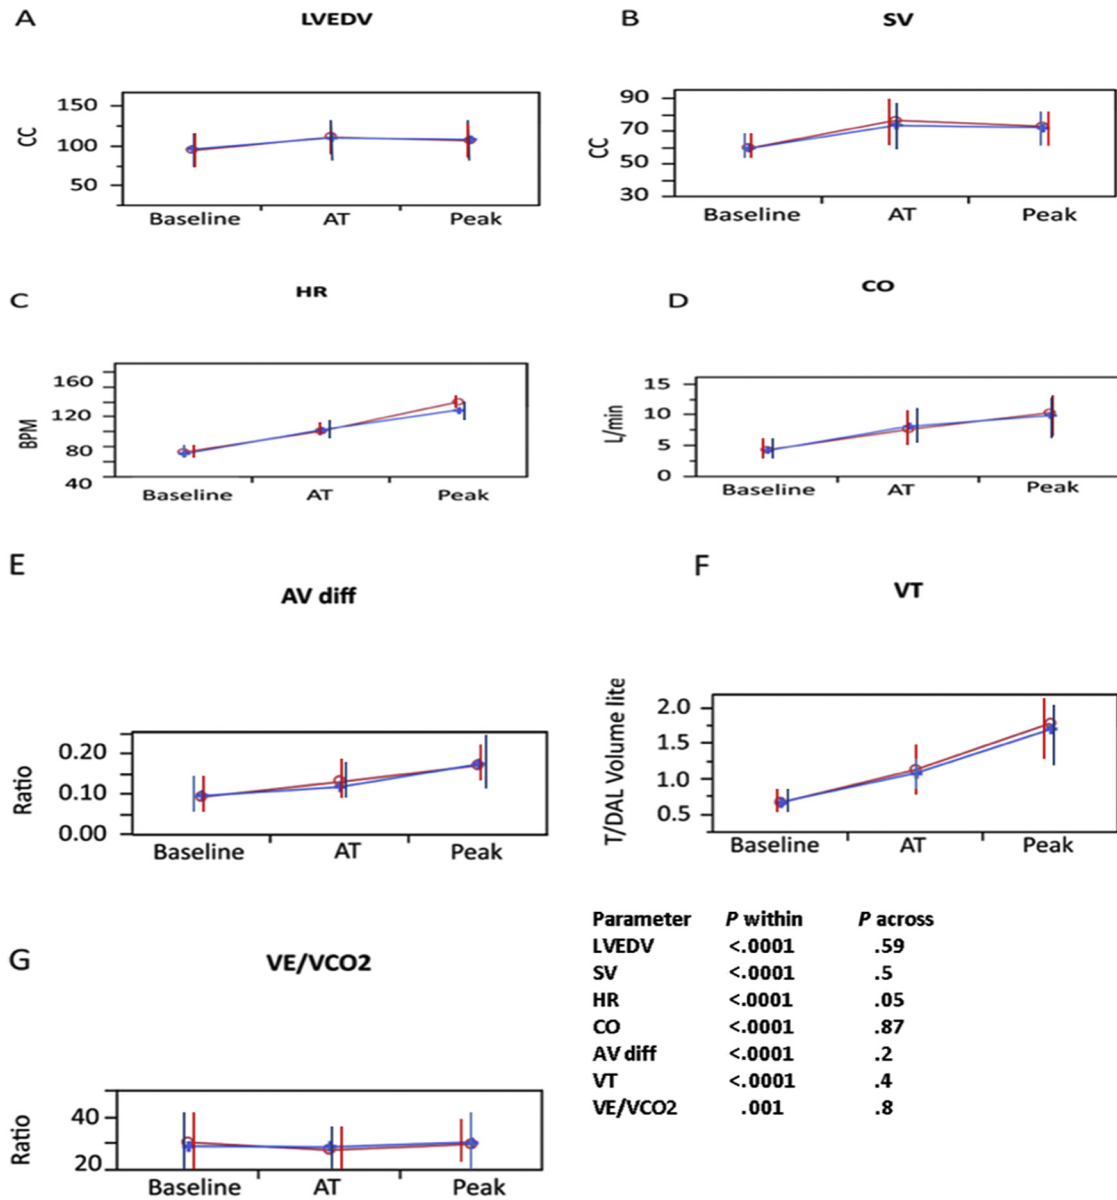 A
LVEDV
CC
150
100
50
Baseline AT Peak
B
SV
CC
90
70
50
30
Baseline AT Peak
C
HR
BPM
160
120
80
40
Baseline AT Peak
D
CO
L/min
15
10
5
0
Baseline AT Peak
E
AV diff
Ratio
0.20
0.10
0.00
Baseline AT Peak
F
VT
T/DAL Volume lite
2.0
1.5
1.0
0.5
Baseline AT Peak
G
VE/VCO2
Ratio
40
20
Baseline AT Peak
Parameter P within P across
LVEDV <.0001 .59
SV <.0001 .5
HR <.0001 .05
CO <.0001 .87
AV diff <.0001 .2
VT <.0001 .4
VE/VCO2 .001 .8